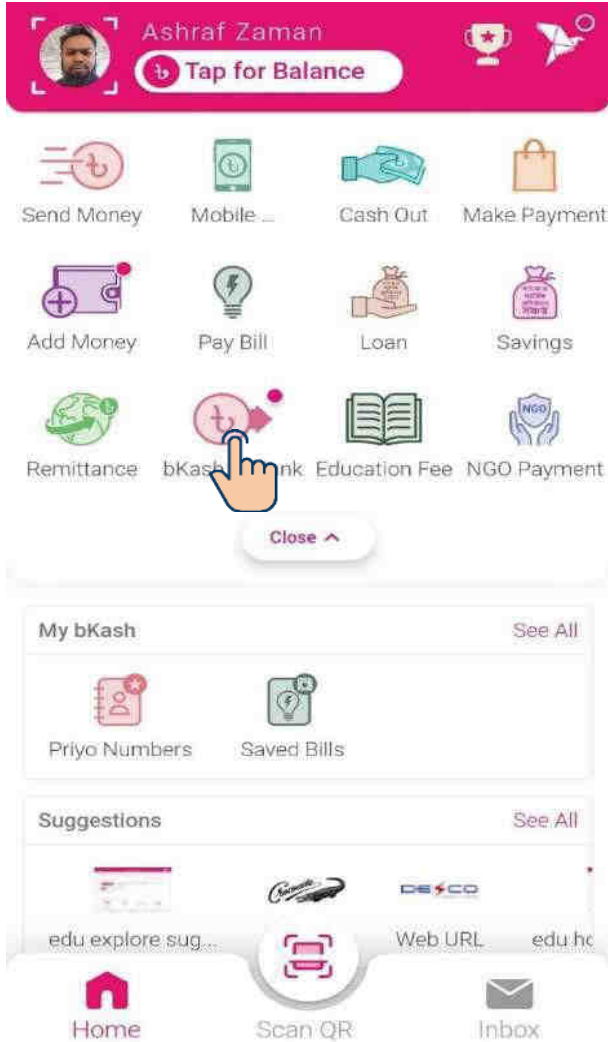 Ashraf Zaman
Tap for Balance
Send Money Mobile ... Cash Out Make Payment
Add Money Pay Bill Loan Savings
NGO
Remittance bKash nk Education Fee NGO Payment
Close
My bKash See All
Priyo Numbers Saved Bills
Suggestions See All
DESCO
edu explore sug... Web URL edu hc
Home Scan QR Inbox